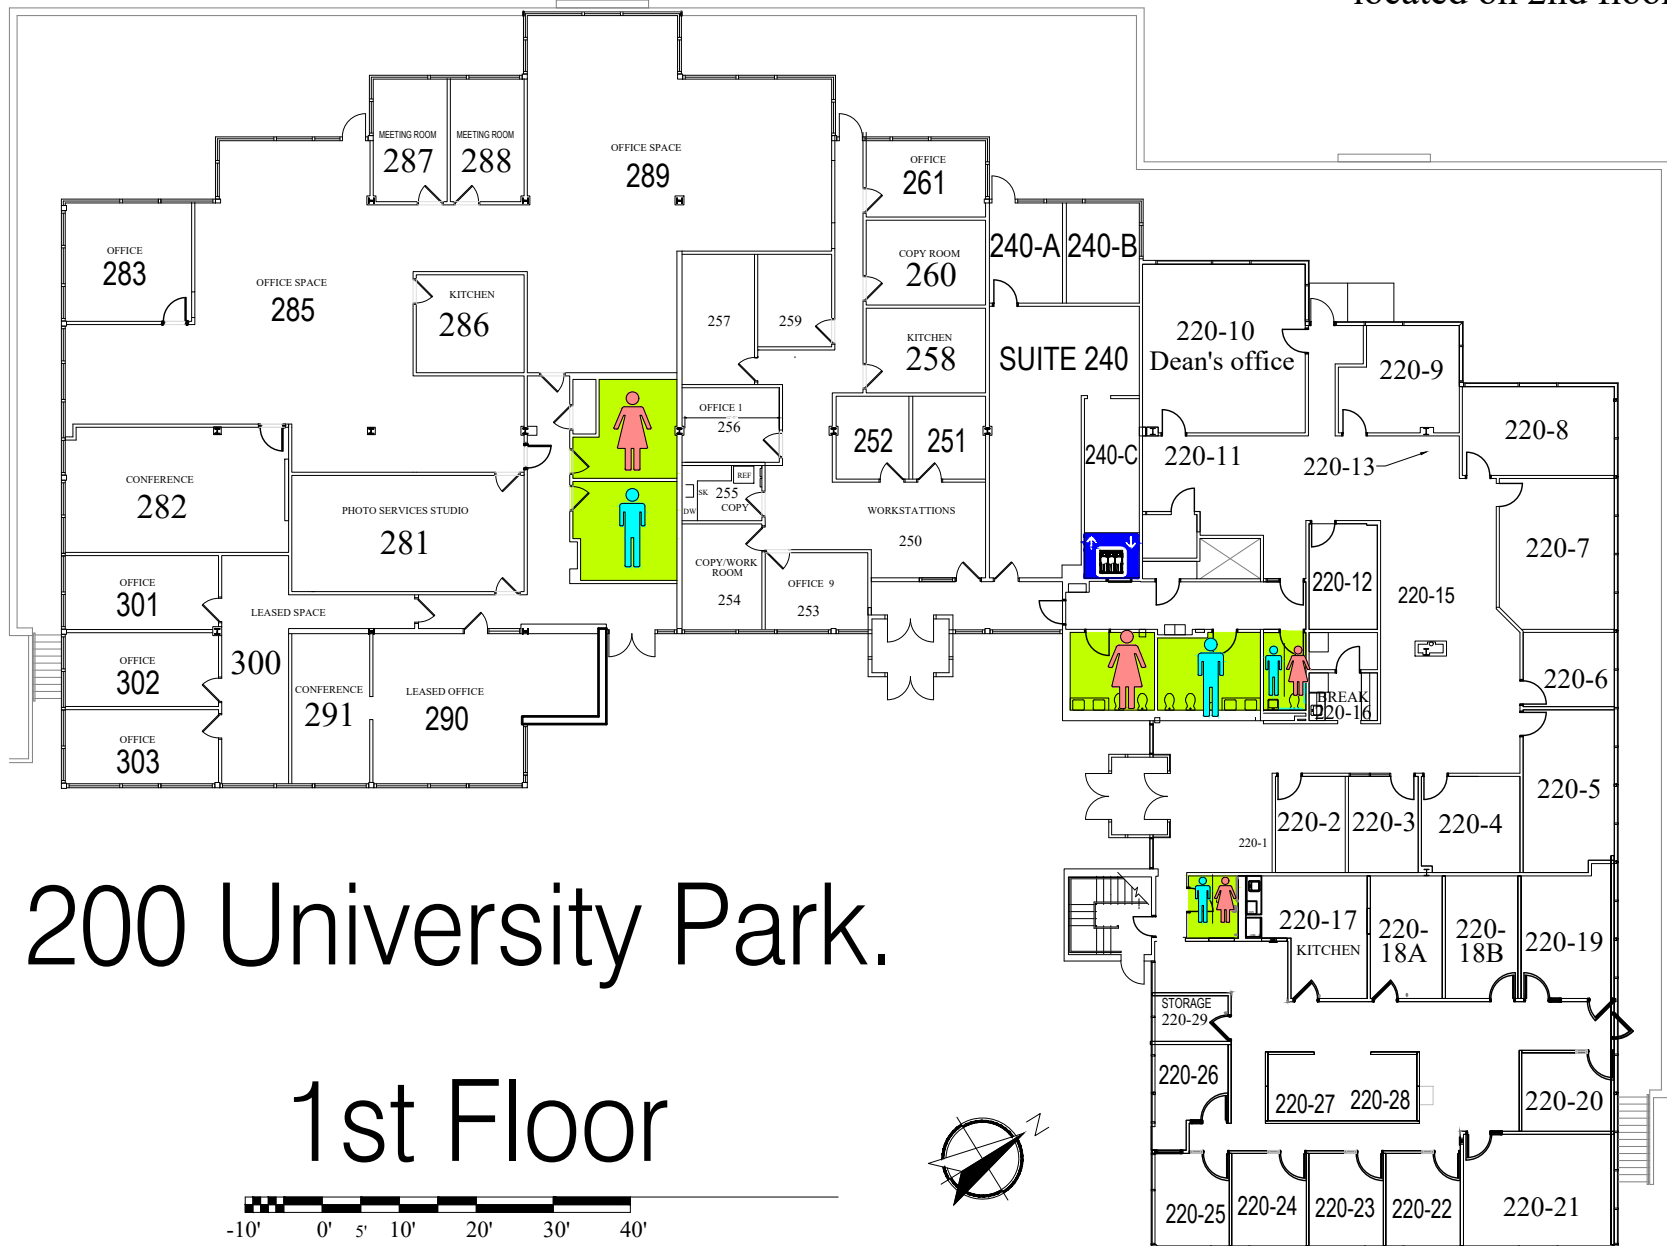 located on 2nd floor
MEETING ROOM
287
MEETING ROOM
288
OFFICE SPACE
289
OFFICE
261
OFFICE
283
OFFICE SPACE
285
KITCHEN
286
257
259
COPY ROOM
260
240-A
240-B
KITCHEN
258
SUITE 240
220-10
Dean's office
220-9
OFFICE 1
256
252
251
240-C
220-11
220-13
220-8
CONFERENCE
282
PHOTO SERVICES STUDIO
281
REF
SK
255
DW
COPY
WORKSTATTIONS
250
220-7
COPY/WORK
ROOM
254
OFFICE 9
253
220-12
220-15
OFFICE
301
LEASED SPACE
OFFICE
302
300
CONFERENCE
291
LEASED OFFICE
290
OFFICE
303
BREAK
220-16
220-6
220-5
220-1
220-2
220-3
220-4
200 University Park.
220-17
KITCHEN
220-
18A
220-
18B
220-19
STORAGE
220-29
220-26
220-27
220-28
220-20
1st Floor
N
220-25
220-24
220-23
220-22
220-21
-10' 0' 5' 10' 20' 30' 40'